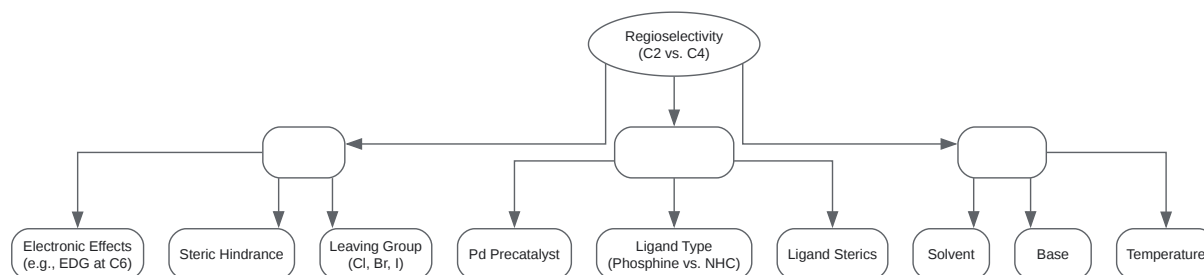 Regioselectivity
(C2 vs. C4)
Electronic Effects
(e.g., EDG at C6)
Steric Hindrance
Leaving Group
(Cl, Br, I)
Pd Precatalyst
Ligand Type
(Phosphine vs. NHC)
Ligand Sterics
Solvent
Base
Temperature